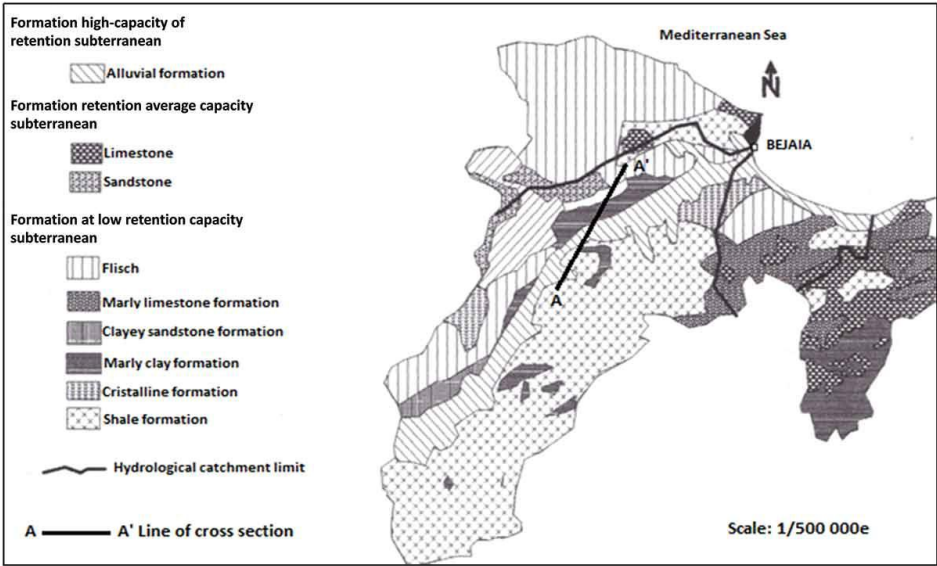 Formation high-capacity of
retention subterranean
Alluvial formation
Formation retention average capacity
subterranean
Limestone
Sandstone
Formation at low retention capacity
subterranean
Flisch
Marly limestone formation
Clayey sandstone formation
Marly clay formation
Cristalline formation
Shale formation
Hydrological catchment limit
A A' Line of cross section
Mediterranean Sea
N
BEJAIA
A'
A
Scale: 1/500 000e